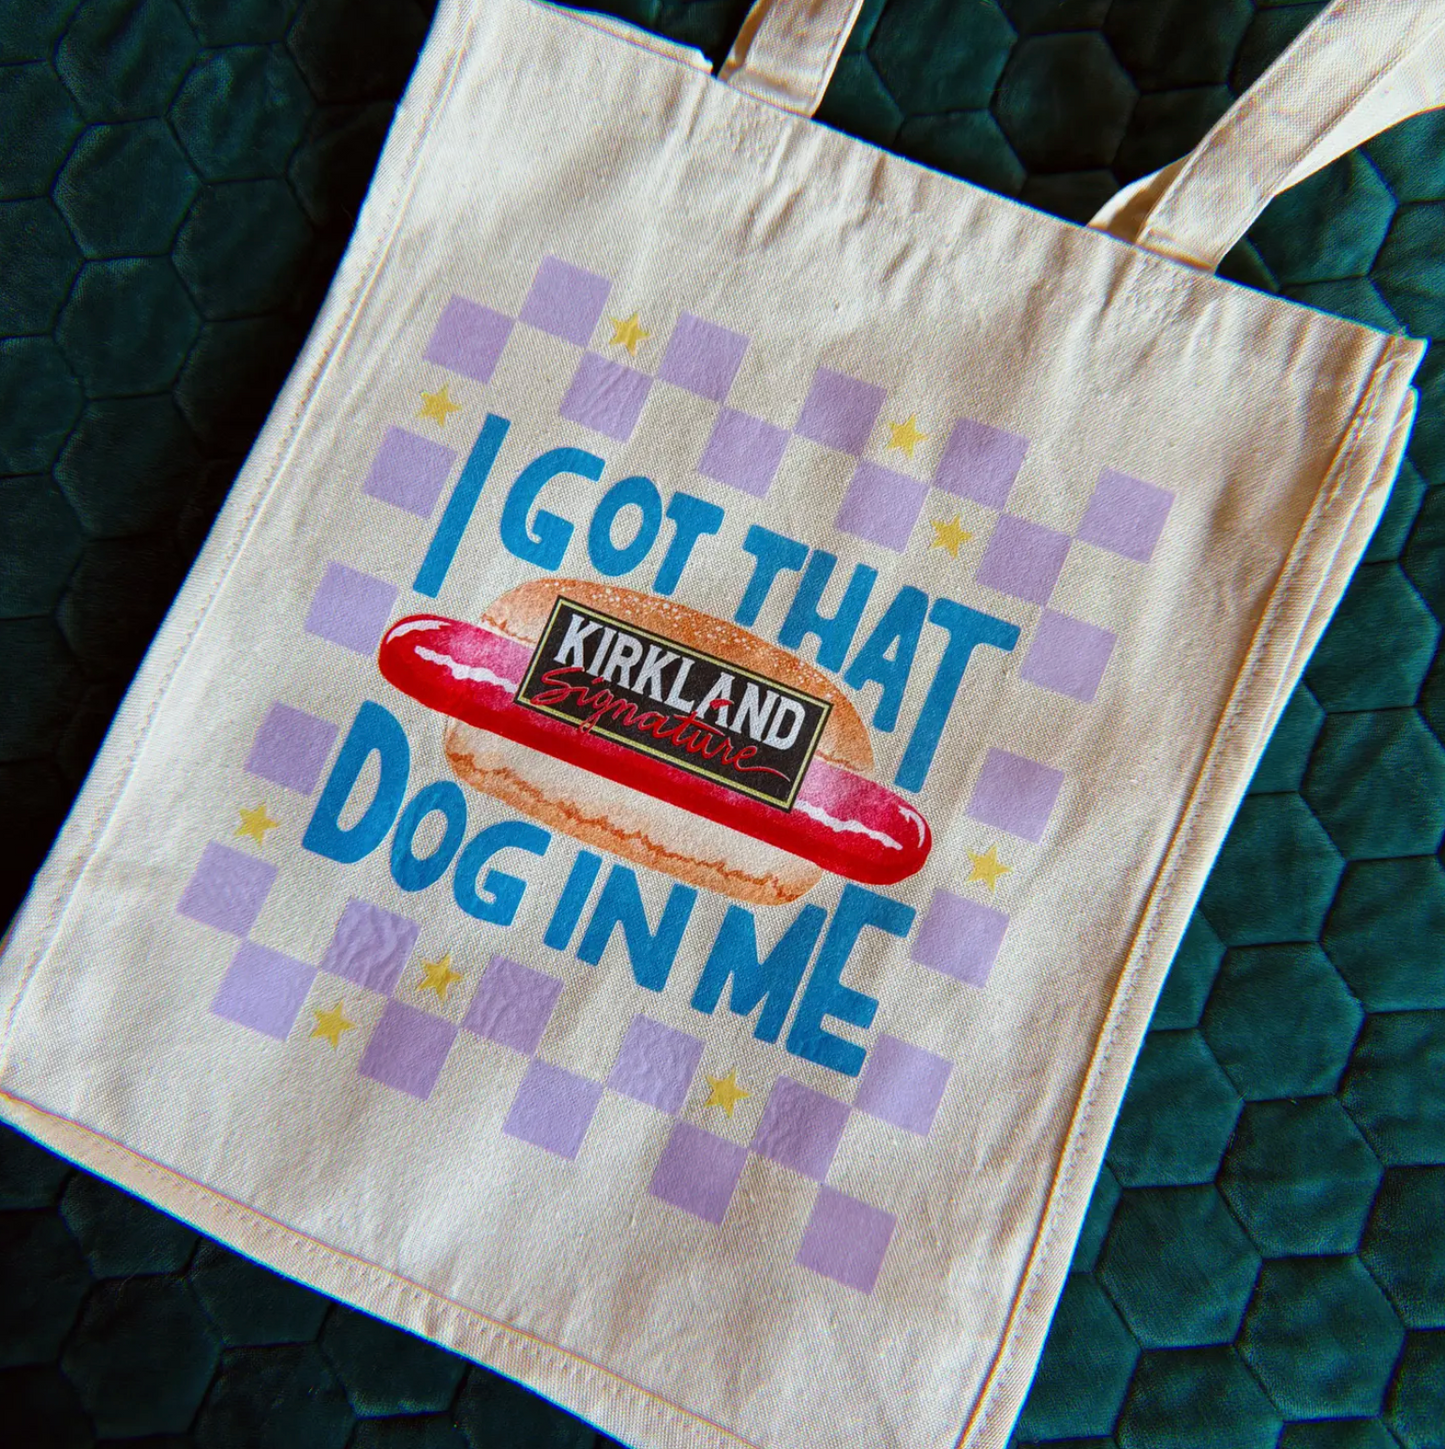 I GOT THAT
KIRKLAND
Signature
DOG IN ME